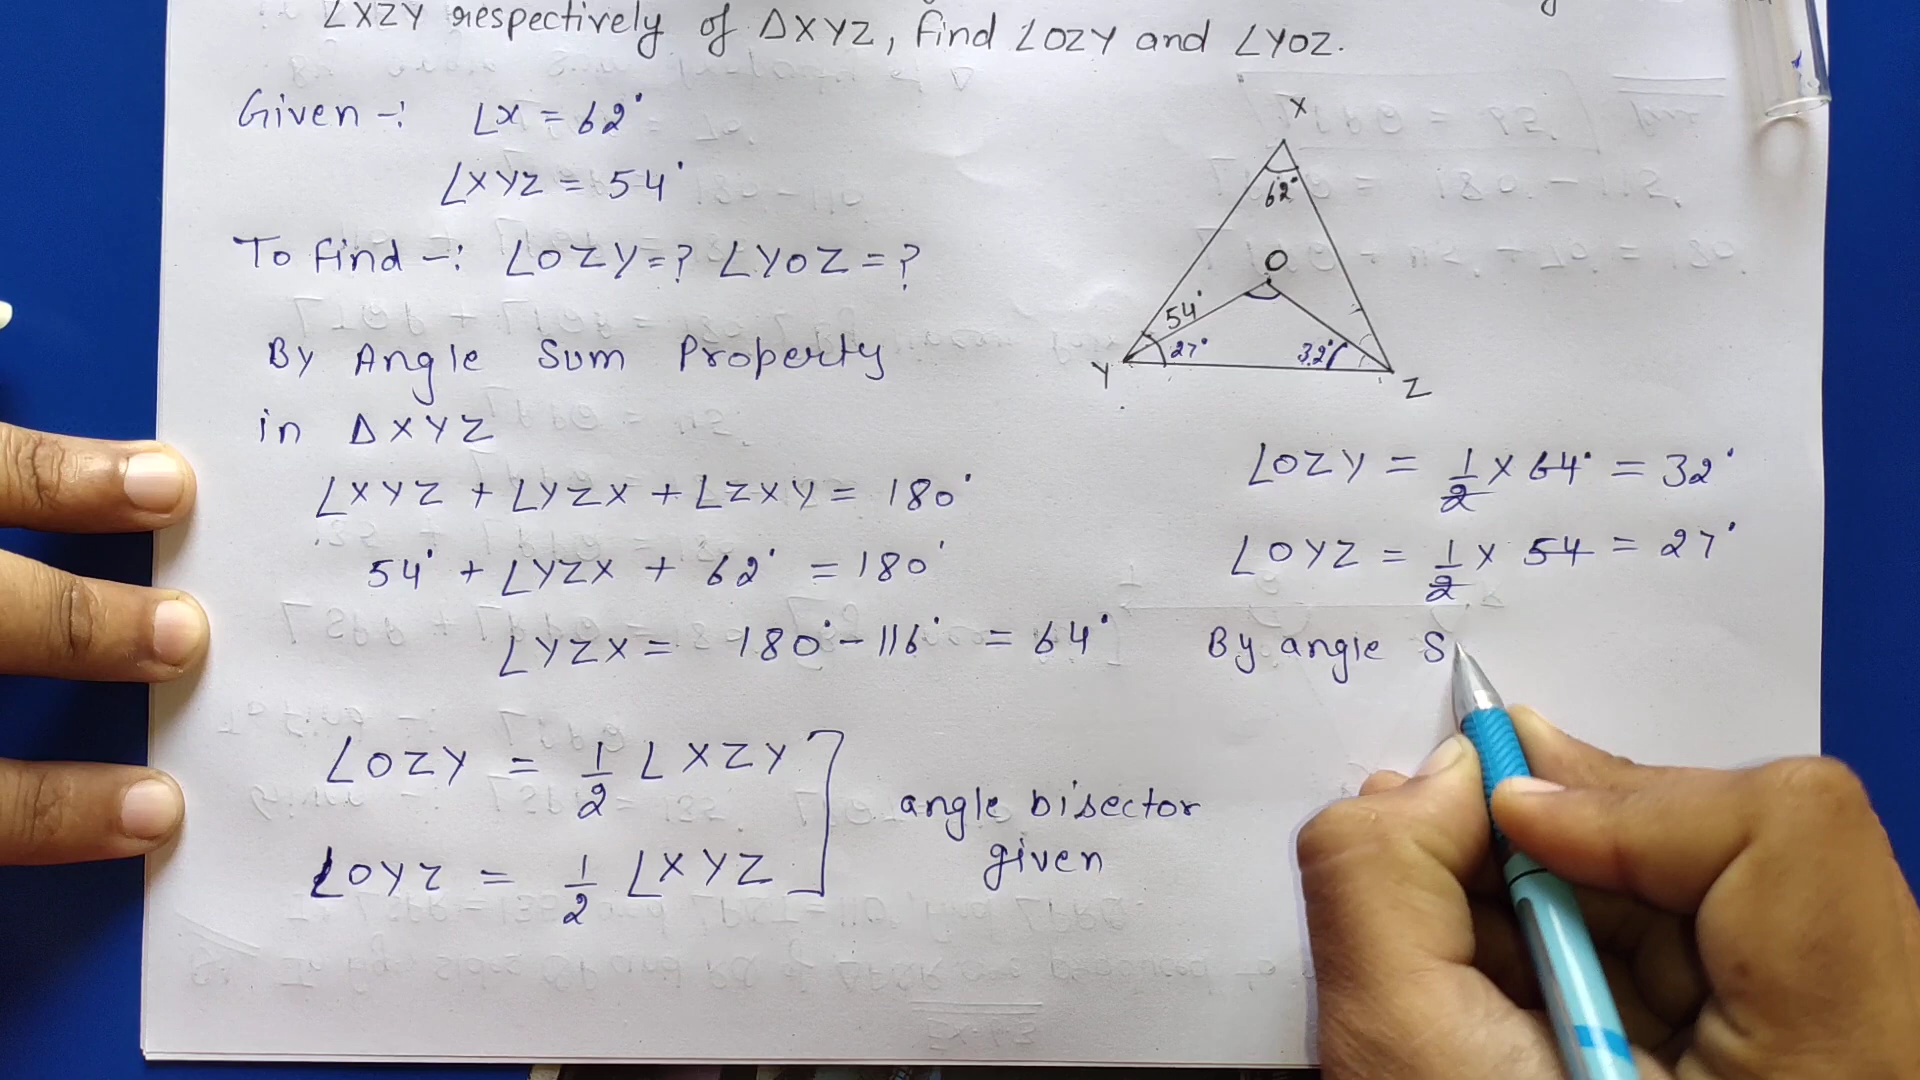 ∠XZY respectively of ΔXYZ, find ∠OZY and ∠YOZ.
Given -: ∠X = 62°
∠XYZ = 54°
To find -: ∠OZY = ? ∠YOZ = ?
By Angle Sum Property
in ΔXYZ
∠XYZ + ∠YZX + ∠ZXY = 180°
54° + ∠YZX + 62° = 180°
∠YZX = 180° - 116° = 64°
∠OZY = 1/2 ∠XZY
∠OYZ = 1/2 ∠XYZ
angle bisector
given
X
62°
O
54°
27°
32°
Y
Z
∠OZY = 1/2 × 64° = 32°
∠OYZ = 1/2 × 54 = 27°
By angle S